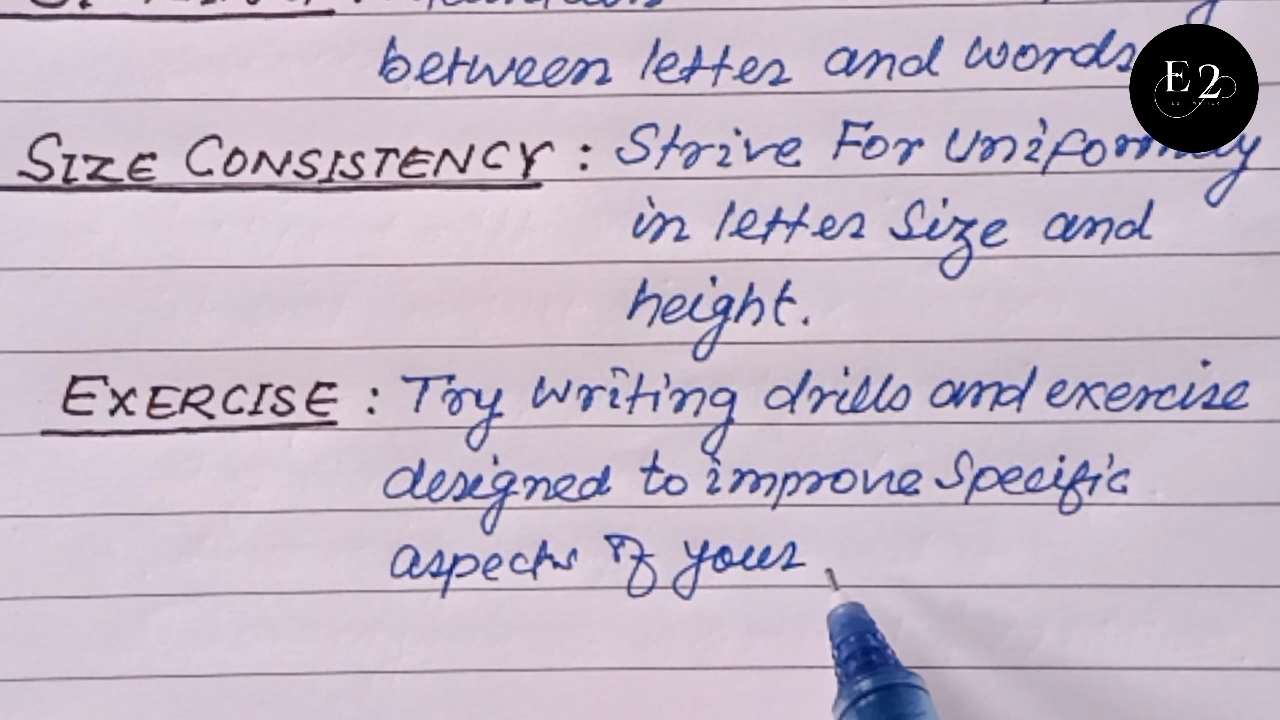 between letter and words
E2
SIZE CONSISTENCY : Strive For Uniformity
in letter Size and
height.
EXERCISE : Try writing drills and exercise
designed to improve Specific
aspects of your